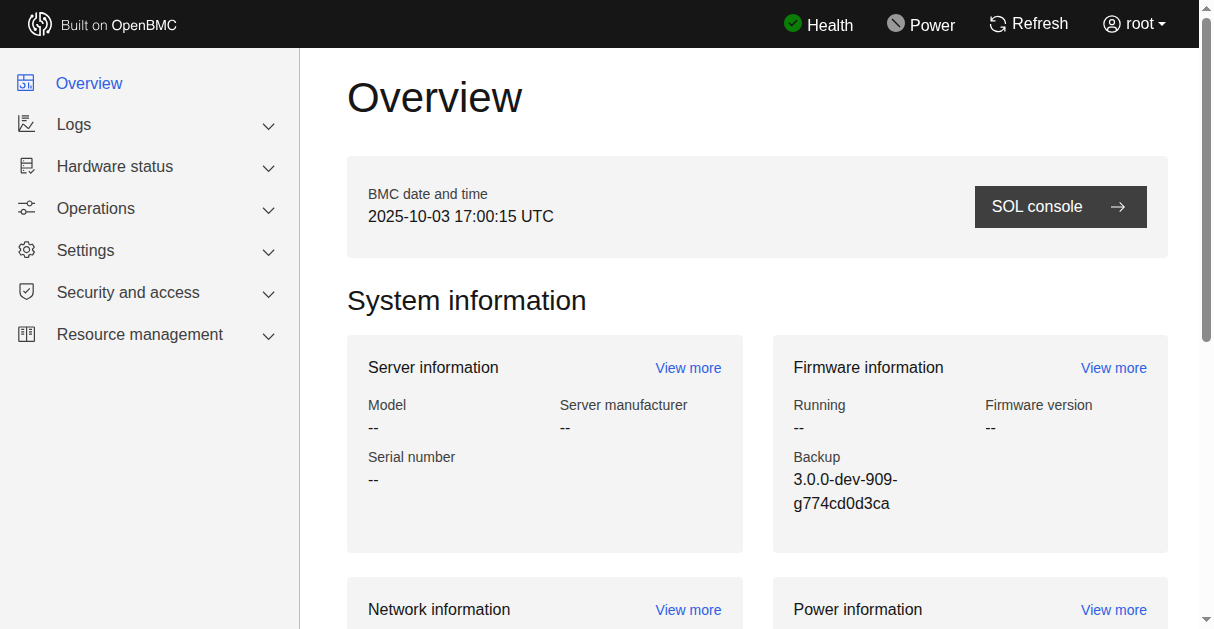 Built on OpenBMC
Health
Power
Refresh
root
Overview
Logs
Hardware status
Operations
Settings
Security and access
Resource management
Overview
BMC date and time
2025-10-03 17:00:15 UTC
SOL console
System information
Server information
View more
Model
Server manufacturer
--
--
Serial number
--
Firmware information
View more
Running
Firmware version
--
--
Backup
3.0.0-dev-909-
g774cd0d3ca
Network information
View more
Power information
View more